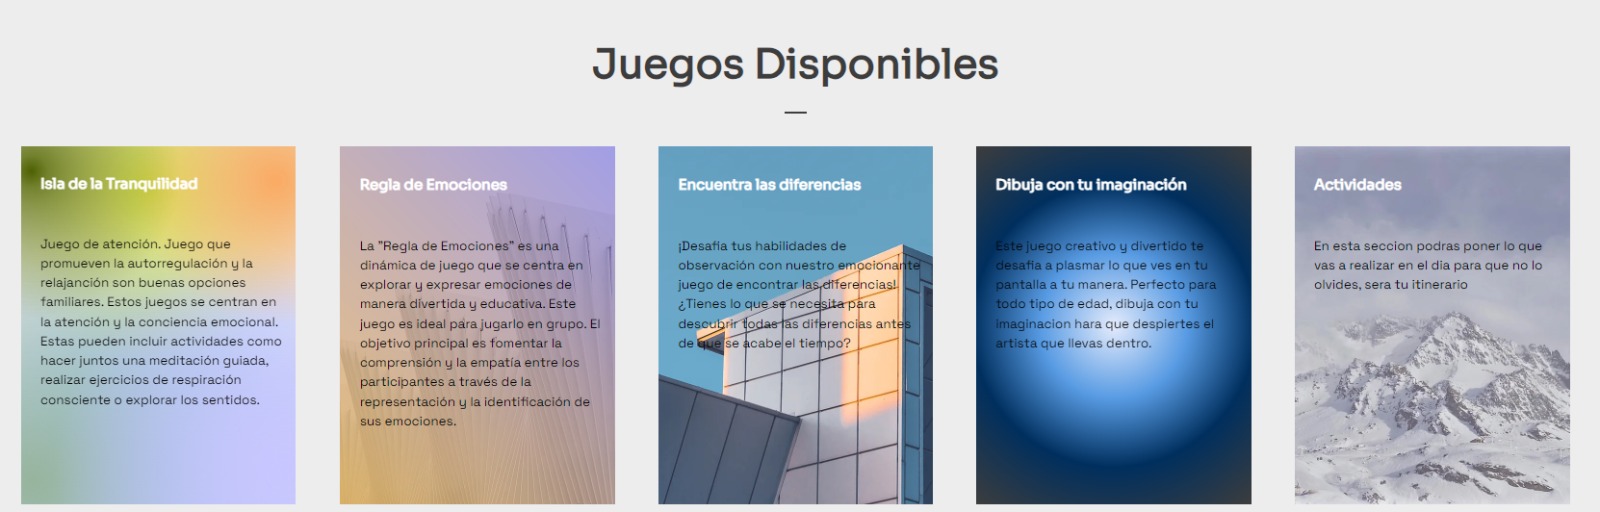 Juegos Disponibles
Isla de la Tranquilidad
Juego de atención. Juego que
promueven la autorregulación y la
relajanción son buenas opciones
familiares. Estos juegos se centran en
la atención y la conciencia emocional.
Estas pueden incluir actividades como
hacer juntos una meditación guiada,
realizar ejercicios de respiración
consciente o explorar los sentidos.
Regla de Emociones
La "Regla de Emociones" es una
dinámica de juego que se centra en
explorar y expresar emociones de
manera divertida y educativa. Este
juego es ideal para jugarlo en grupo. El
objetivo principal es fomentar la
comprensión y la empatía entre los
participantes a través de la
representación y la identificación de
sus emociones.
Encuentra las diferencias
¡Desafía tus habilidades de
observación con nuestro emocionante
juego de encontrar las diferencias!
¿Tienes lo que se necesita para
descubrir todas las diferencias antes
de que se acabe el tiempo?
Dibuja con tu imaginación
Este juego creativo y divertido te
desafía a plasmar lo que ves en tu
pantalla a tu manera. Perfecto para
todo tipo de edad, dibuja con tu
imaginacion hara que despiertes el
artista que llevas dentro.
Actividades
En esta seccion podras poner lo que
vas a realizar en el dia para que no lo
olvides, sera tu itinerario